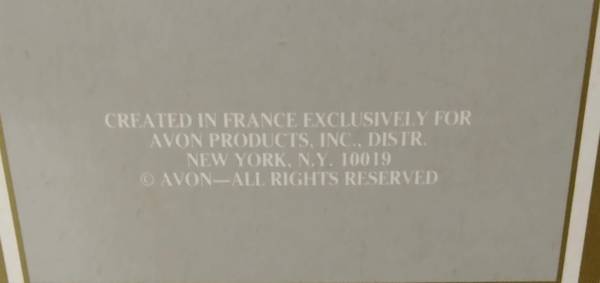 CREATED IN FRANCE EXCLUSIVELY FOR
AVON PRODUCTS, INC., DISTR.
NEW YORK, N.Y. 10019
© AVON—ALL RIGHTS RESERVED